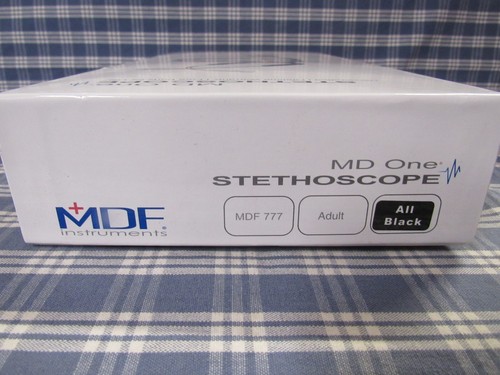 MD One®
STETHOSCOPE
MDF
instruments®
MDF 777
Adult
All
Black